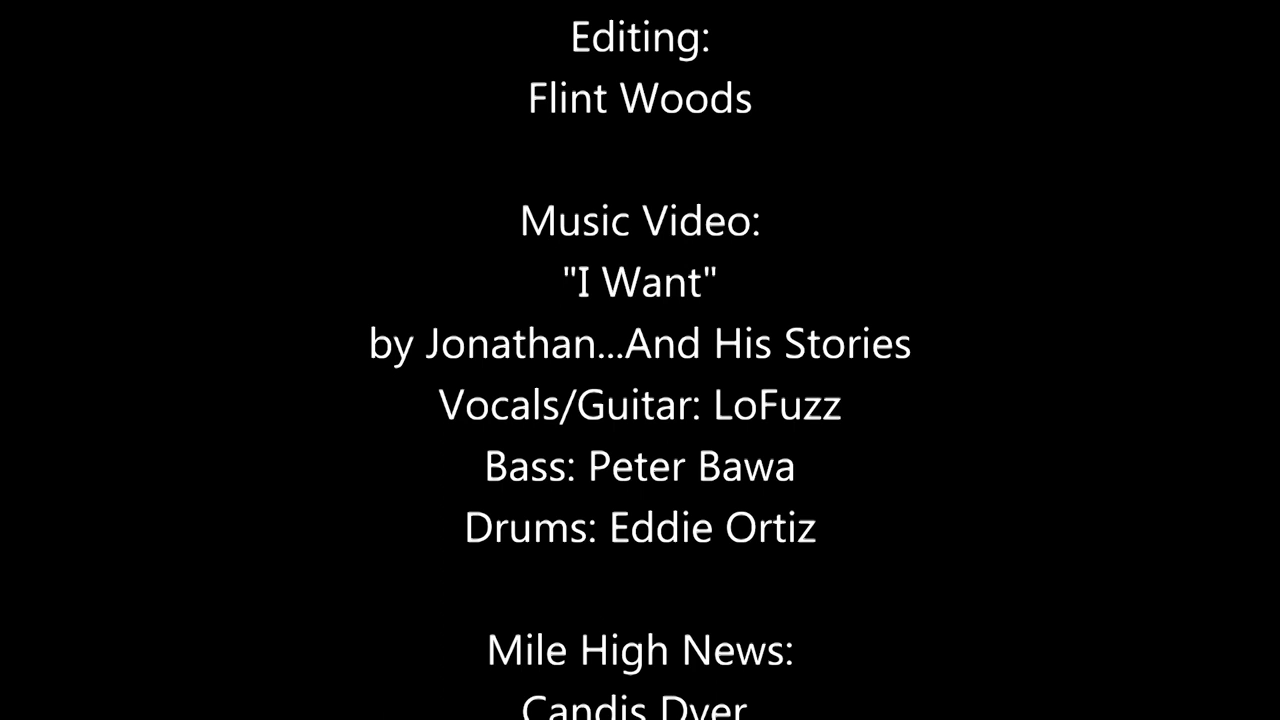 Editing:
Flint Woods
Music Video:
"I Want"
by Jonathan...And His Stories
Vocals/Guitar: LoFuzz
Bass: Peter Bawa
Drums: Eddie Ortiz
Mile High News:
Candis Dyer